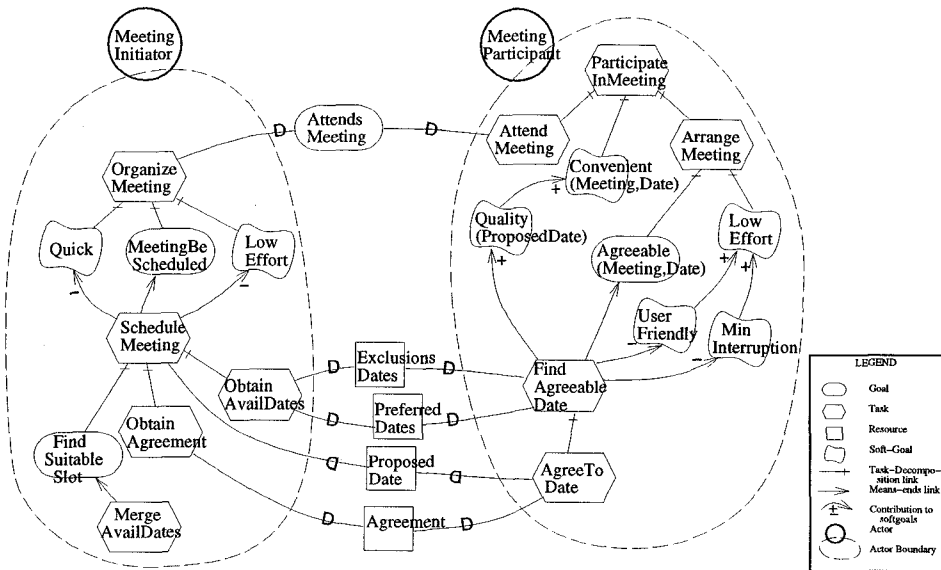 Meeting
Initiator
Meeting
Participant
Participate
InMeeting
Attends
Meeting
D
D
Attend
Meeting
Arrange
Meeting
Organize
Meeting
Convenient
(Meeting,Date)
+
Quick
MeetingBe
Scheduled
Low
Effort
Quality
(ProposedDate)
+
Agreeable
(Meeting,Date)
Low
Effort
+
+
-
-
Schedule
Meeting
User
Friendly
-
Min
Interruption
-
Obtain
AvailDates
D
Exclusions
Dates
D
Find
Agreeable
Date
D
Preferred
Dates
D
Obtain
Agreement
Find
Suitable
Slot
D
Proposed
Date
D
AgreeTo
Date
Merge
AvailDates
D
Agreement
D
LEGEND
Goal
Task
Resource
Soft-Goal
Task-Decompo-
sition link
Means-ends link
+
-
Contribution to
softgoals
Actor
Actor Boundary